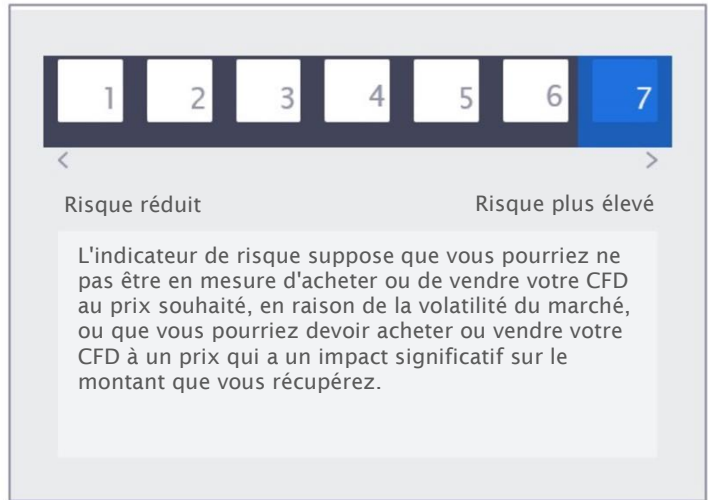 1 2 3 4 5 6 7
< >
Risque réduit Risque plus élevé
L'indicateur de risque suppose que vous pourriez ne
pas être en mesure d'acheter ou de vendre votre CFD
au prix souhaité, en raison de la volatilité du marché,
ou que vous pourriez devoir acheter ou vendre votre
CFD à un prix qui a un impact significatif sur le
montant que vous récupérez.